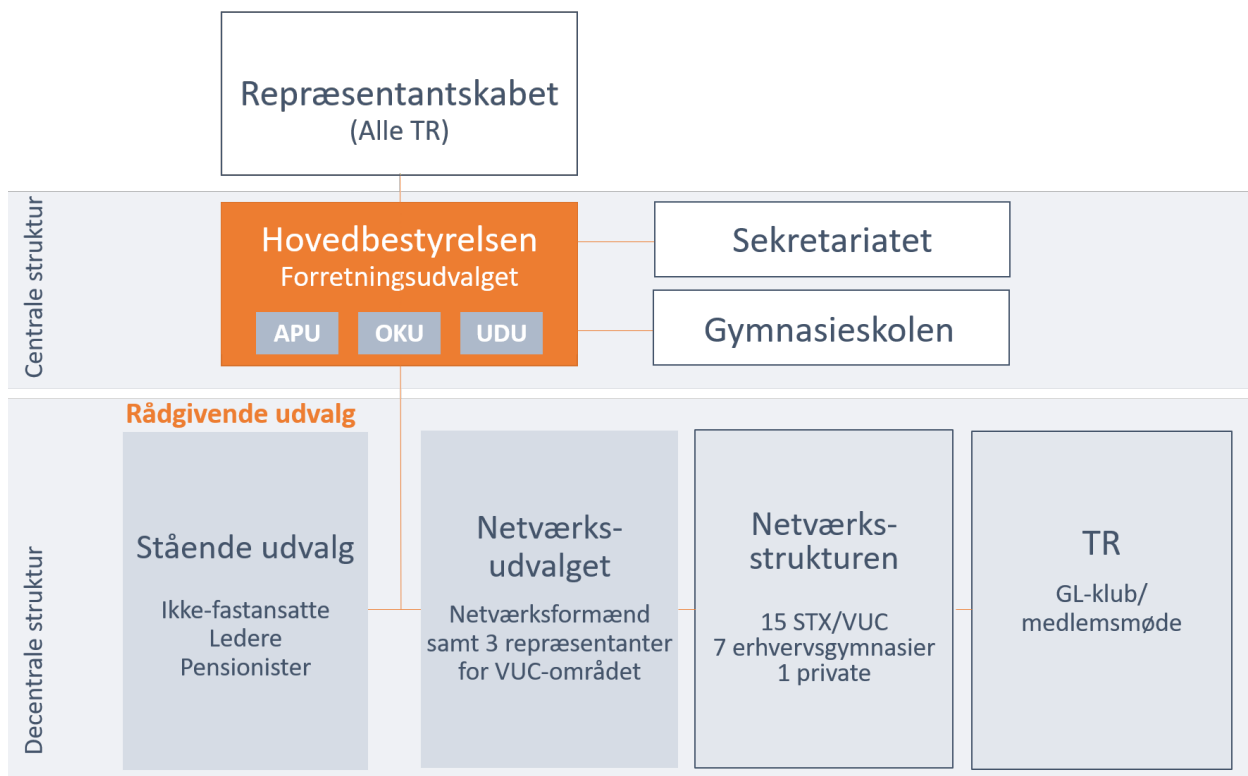 Repræsentantskabet
(Alle TR)
Centrale struktur
Hovedbestyrelsen
Forretningsudvalget
APU
OKU
UDU
Sekretariatet
Gymnasieskolen
Decentrale struktur
Rådgivende udvalg
Stående udvalg
Ikke-fastansatte
Ledere
Pensionister
Netværks-
udvalget
Netværksformænd
samt 3 repræsentanter
for VUC-området
Netværks-
strukturen
15 STX/VUC
7 erhvervsgymnasier
1 private
TR
GL-klub/
medlemsmøde